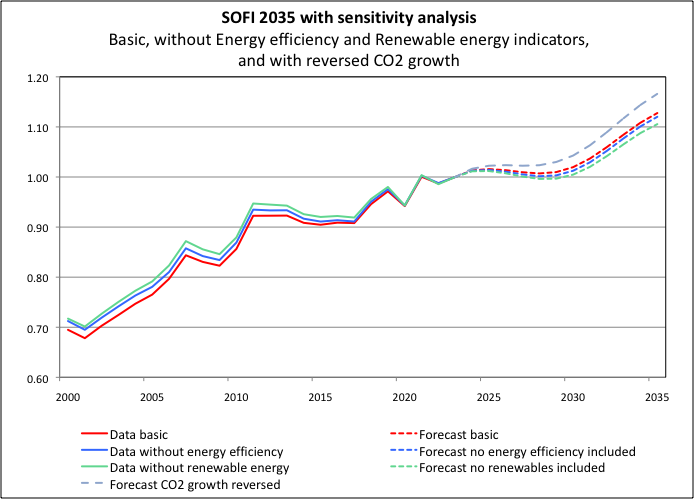 SOFI 2035 with sensitivity analysis
Basic, without Energy efficiency and Renewable energy indicators,
and with reversed CO2 growth
1.20
1.10
1.00
0.90
0.80
0.70
0.60
2000 2005 2010 2015 2020 2025 2030 2035
Data basic
Forecast basic
Data without energy efficiency
Forecast no energy efficiency included
Data without renewable energy
Forecast no renewables included
Forecast CO2 growth reversed